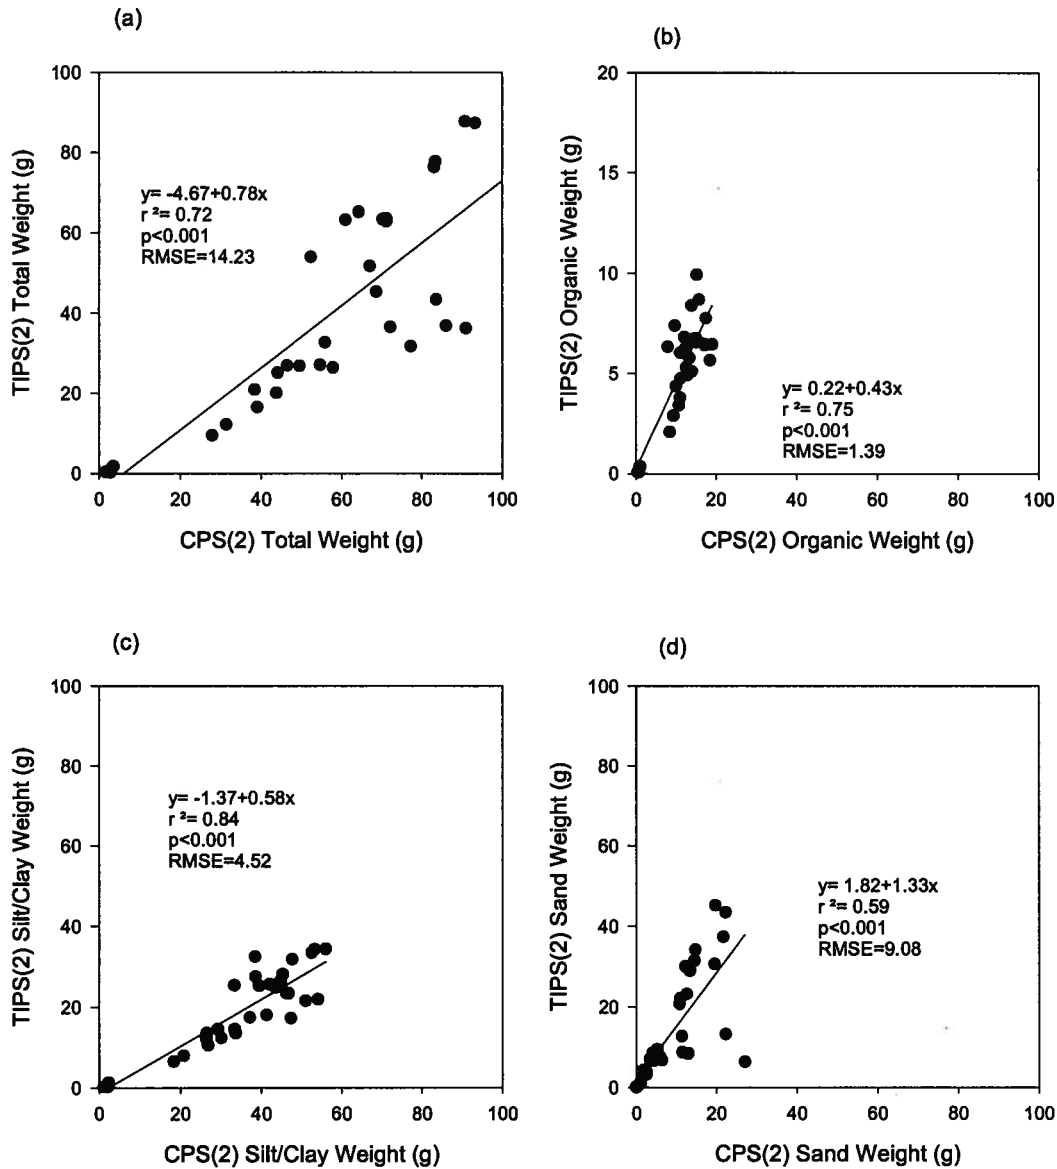 (a)
100
80
60
40
20
0
TIPS(2) Total Weight (g)
y= -4.67+0.78x
r ²= 0.72
p<0.001
RMSE=14.23
0 20 40 60 80 100
CPS(2) Total Weight (g)
(b)
20
15
10
5
0
TIPS(2) Organic Weight (g)
y= 0.22+0.43x
r ²= 0.75
p<0.001
RMSE=1.39
0 20 40 60 80 100
CPS(2) Organic Weight (g)
(c)
100
80
60
40
20
0
TIPS(2) Silt/Clay Weight (g)
y= -1.37+0.58x
r ²= 0.84
p<0.001
RMSE=4.52
0 20 40 60 80 100
CPS(2) Silt/Clay Weight (g)
(d)
100
80
60
40
20
0
TIPS(2) Sand Weight (g)
y= 1.82+1.33x
r ²= 0.59
p<0.001
RMSE=9.08
0 20 40 60 80 100
CPS(2) Sand Weight (g)